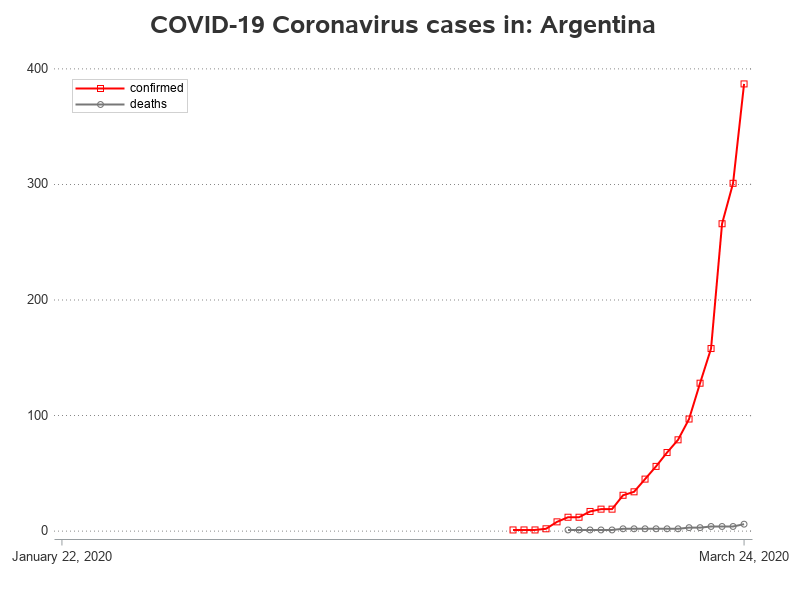 COVID-19 Coronavirus cases in: Argentina
400
confirmed
deaths
300
200
100
0
January 22, 2020
March 24, 2020